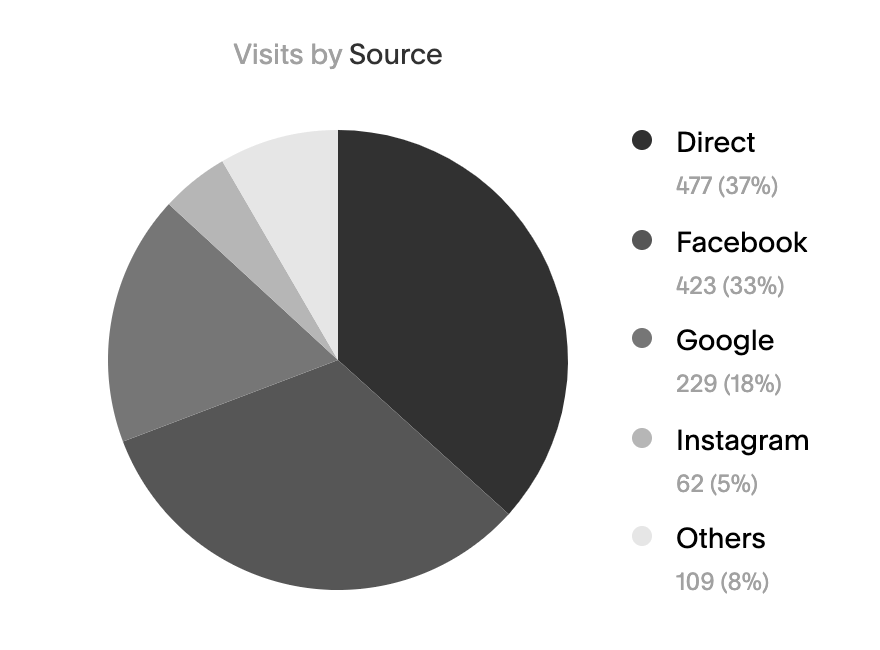 Visits by Source
Direct
477 (37%)
Facebook
423 (33%)
Google
229 (18%)
Instagram
62 (5%)
Others
109 (8%)